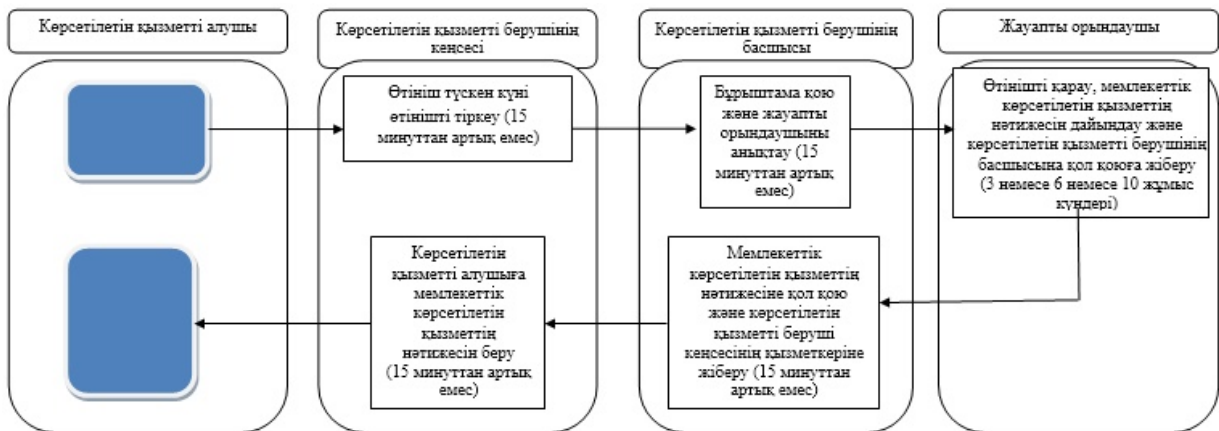 Көрсетілетін қызметті алушы
Көрсетілетін қызметті берушінің
кеңсесі
Көрсетілетін қызметті берушінің
басшысы
Жауапты орындаушы
Өтініш түскен күні
өтінішті тіркеу (15
минуттан артық емес)
Бұрыштама қою
және жауапты
орындаушыны
анықтау (15
минуттан артық
емес)
Өтінішті қарау, мемлекеттік
көрсетілетін қызметтің
нәтижесін дайындау және
көрсетілетін қызметті берушінің
басшысына қол қоюға жіберу
(3 немесе 6 немесе 10 жұмыс
күндері)
Көрсетілетін
қызметті алушыға
мемлекеттік
көрсетілетін
қызметтің
нәтижесін беру
(15 минуттан артық
емес)
Мемлекеттік
көрсетілетін қызметтің
нәтижесіне қол қою
және көрсетілетін
қызметті беруші
кеңсесінің қызметкеріне
жіберу (15 минуттан
артық емес)